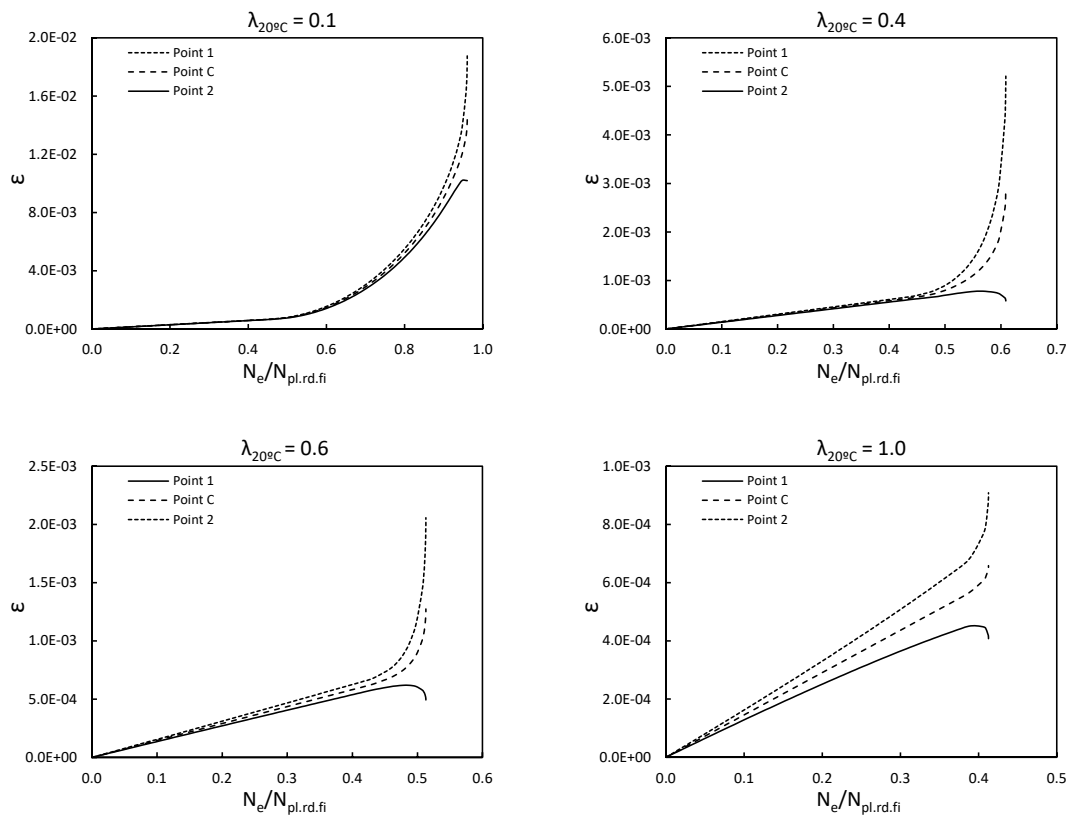 λ20ºC = 0.1
2.0E-02
1.6E-02
1.2E-02
8.0E-03
4.0E-03
0.0E+00
ε
Point 1
Point C
Point 2
0.0 0.2 0.4 0.6 0.8 1.0
Ne/Npl.rd.fi
λ20ºC = 0.4
6.0E-03
5.0E-03
4.0E-03
3.0E-03
2.0E-03
1.0E-03
0.0E+00
ε
Point 1
Point C
Point 2
0.0 0.1 0.2 0.3 0.4 0.5 0.6 0.7
Ne/Npl.rd.fi
λ20ºC = 0.6
2.5E-03
2.0E-03
1.5E-03
1.0E-03
5.0E-04
0.0E+00
ε
Point 1
Point C
Point 2
0.0 0.1 0.2 0.3 0.4 0.5 0.6
Ne/Npl.rd.fi
λ20ºC = 1.0
1.0E-03
8.0E-04
6.0E-04
4.0E-04
2.0E-04
0.0E+00
ε
Point 1
Point C
Point 2
0.0 0.1 0.2 0.3 0.4 0.5
Ne/Npl.rd.fi